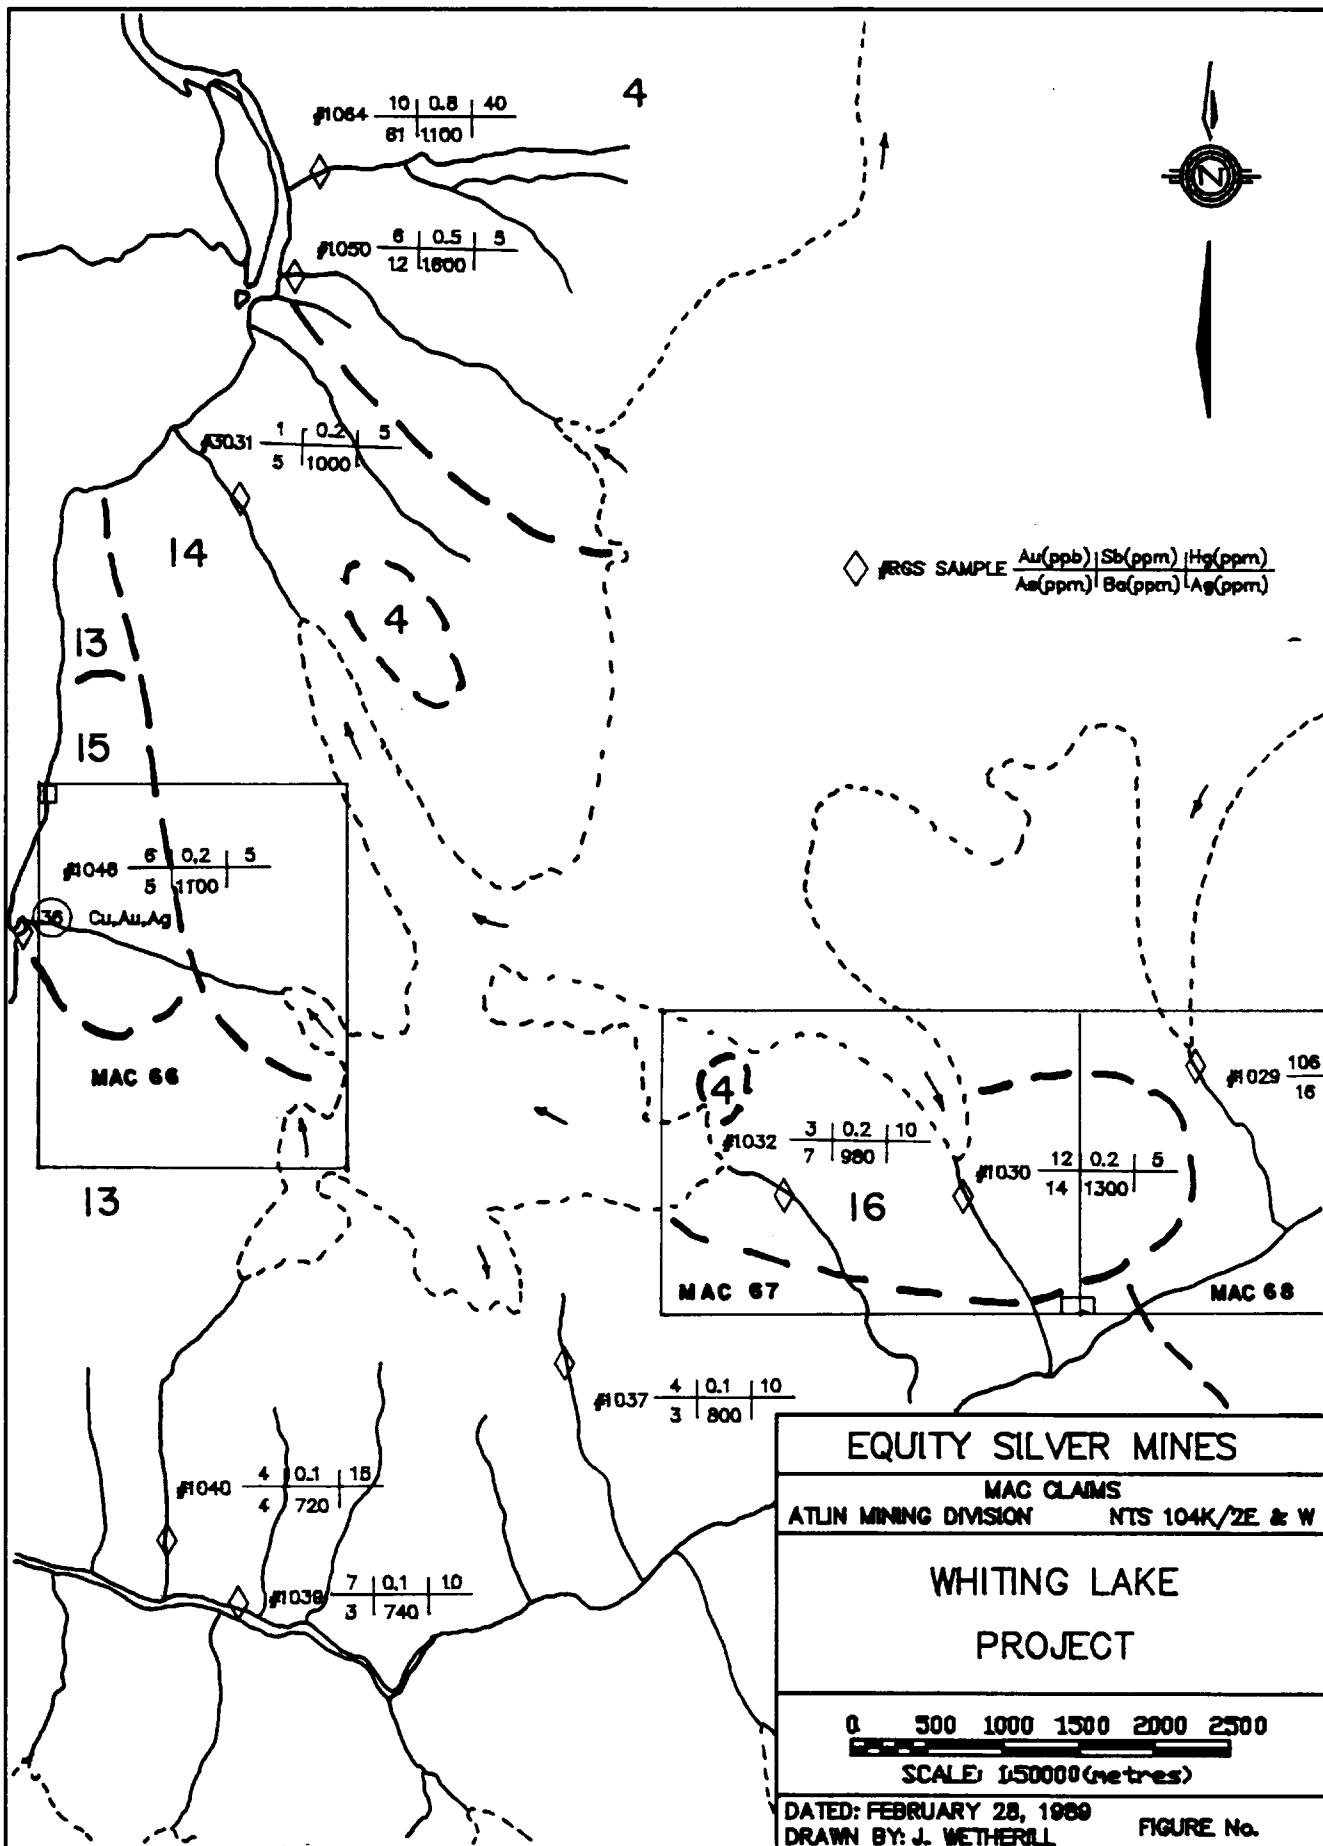 4
#1064 10 | 0.8 | 40
81 | 1100 |
#1050 6 | 0.5 | 5
12 | 1600 |
N
#3031 1 | 0.2 | 5
5 | 1000 |
14
4
◇ #RGS SAMPLE Au(ppb) | Sb(ppm) | Hg(ppm)
As(ppm) | Ba(ppm) | Ag(ppm)
13
15
#1046 6 | 0.2 | 5
5 | 1100 |
36 Cu,Au,Ag
MAC 66
4
#1029 106
16
#1032 3 | 0.2 | 10
7 | 980 |
#1030 12 | 0.2 | 5
14 | 1300 |
13
16
MAC 67
MAC 68
#1037 4 | 0.1 | 10
3 | 800 |
#1040 4 | 0.1 | 15
4 | 720
7 | 0.1 | 10
3 | 740 |
EQUITY SILVER MINES
MAC CLAIMS
ATLIN MINING DIVISION NTS 104K/2E & W
WHITING LAKE
PROJECT
0 500 1000 1500 2000 2500
SCALE: 1:50000 (metres)
DATED: FEBRUARY 28, 1989
DRAWN BY: J. WETHERILL
FIGURE No.